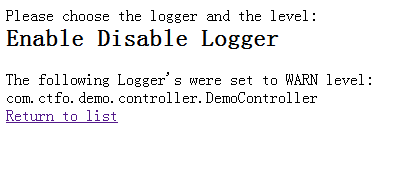 Please choose the logger and the level:
Enable Disable Logger
The following Logger's were set to WARN level:
com.ctfo.demo.controller.DemoController
Return to list